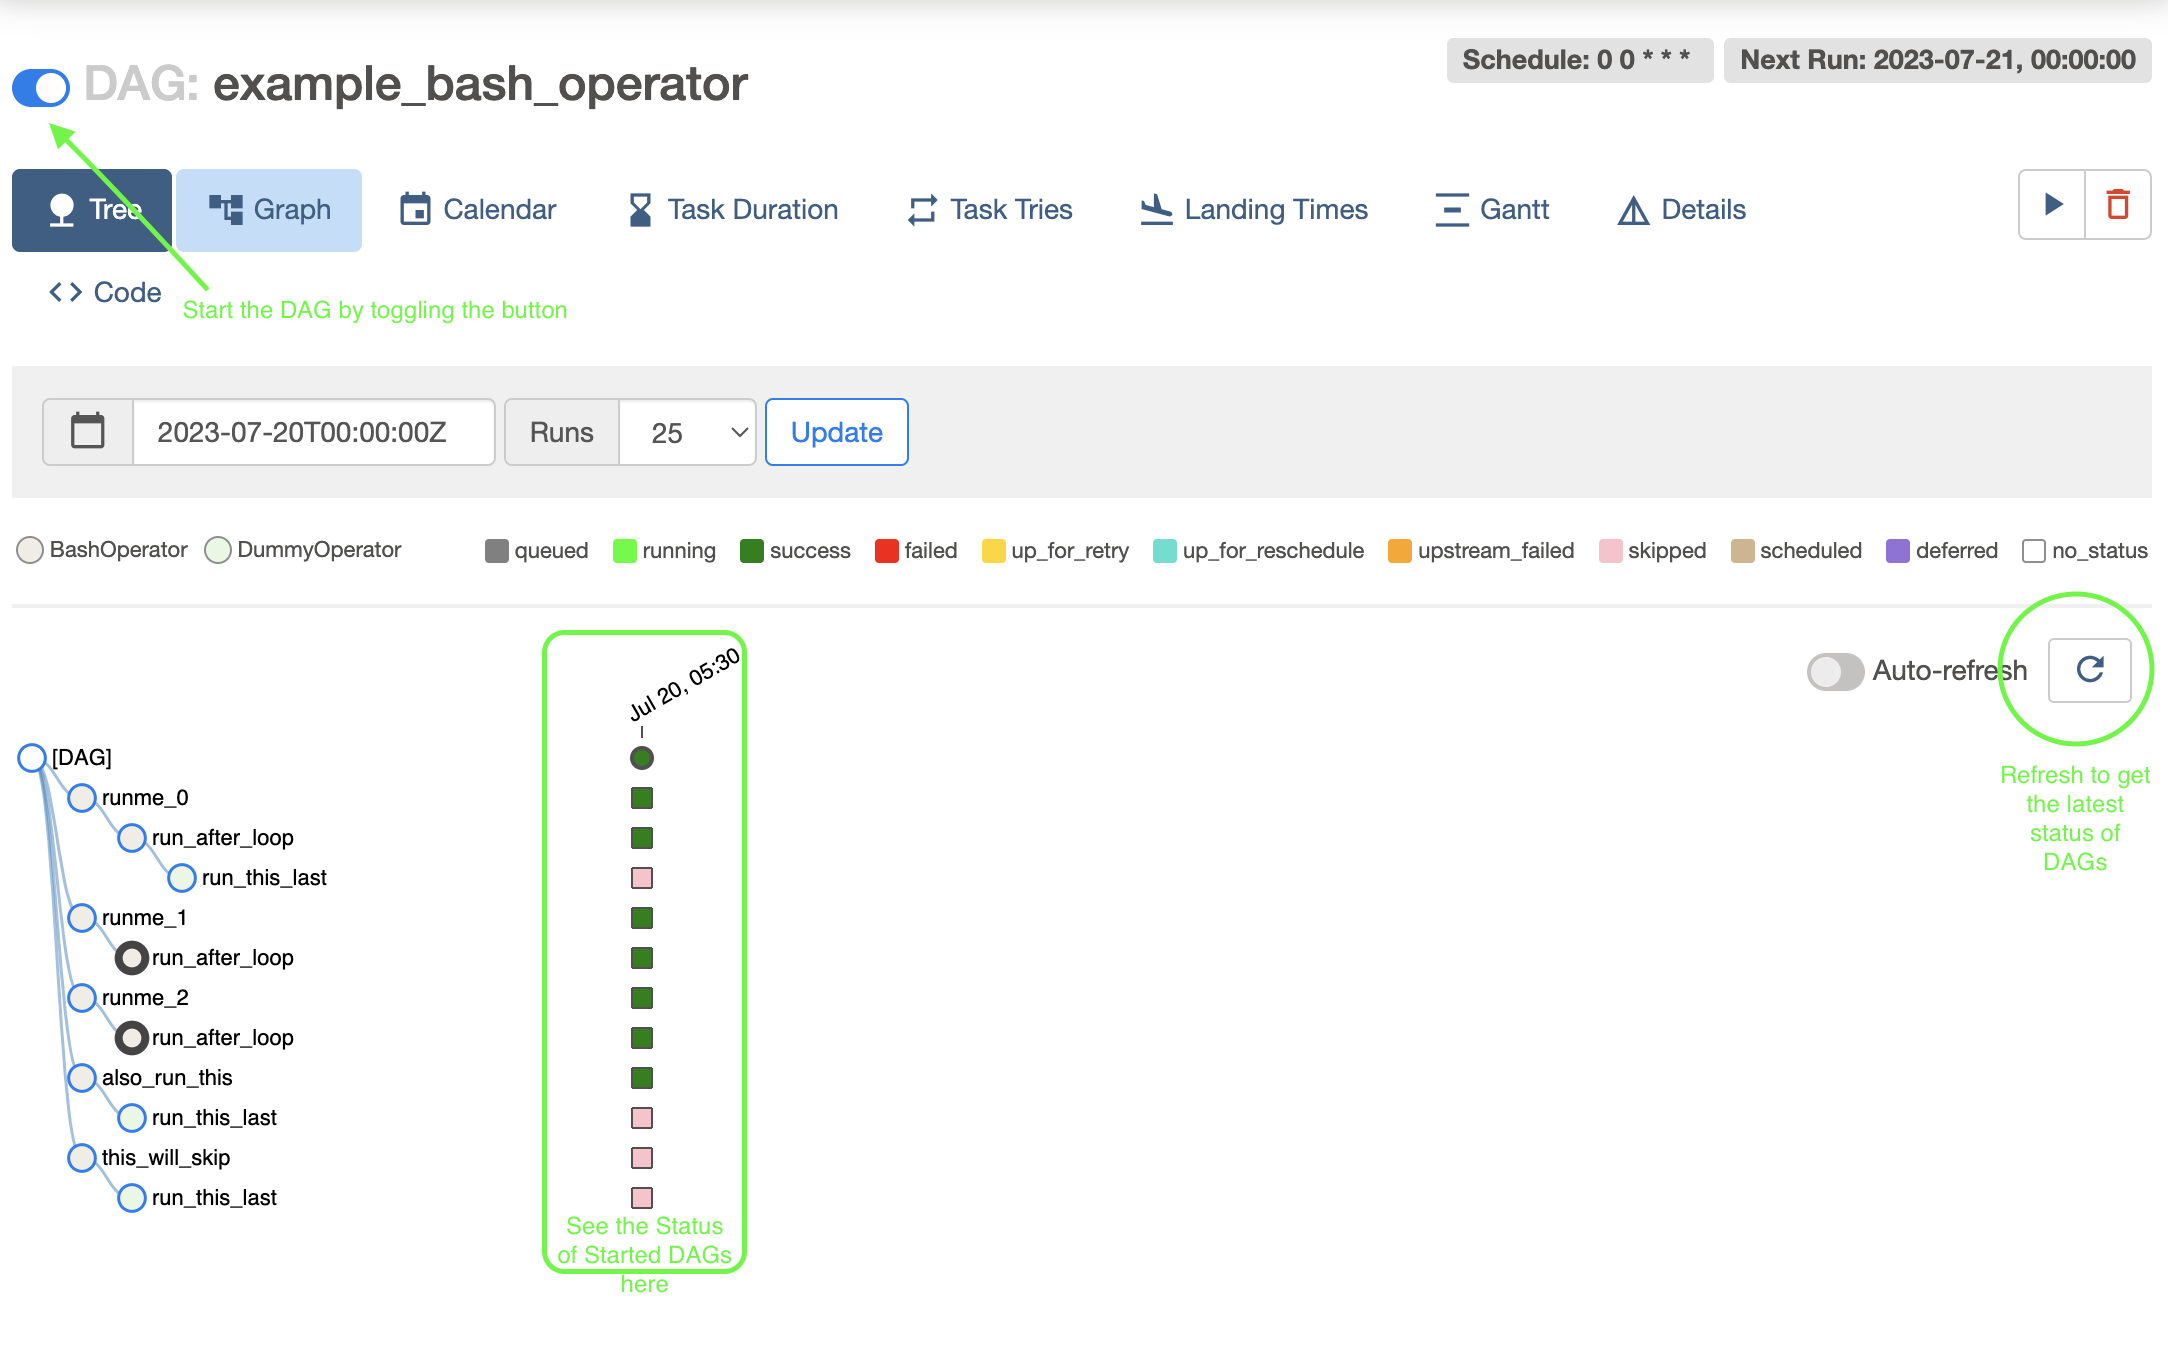 Schedule: 0 0 * * *
Next Run: 2023-07-21, 00:00:00
DAG: example_bash_operator
Tree
Graph
Calendar
Task Duration
Task Tries
Landing Times
Gantt
Details
Code
Start the DAG by toggling the button
2023-07-20T00:00:00Z
Runs
25
Update
BashOperator
DummyOperator
queued
running
success
failed
up_for_retry
up_for_reschedule
upstream_failed
skipped
scheduled
deferred
no_status
Jul 20, 05:30
Auto-refresh
Refresh to get
the latest
status of
DAGs
[DAG]
runme_0
run_after_loop
run_this_last
runme_1
run_after_loop
runme_2
run_after_loop
also_run_this
run_this_last
this_will_skip
run_this_last
See the Status
of Started DAGs
here